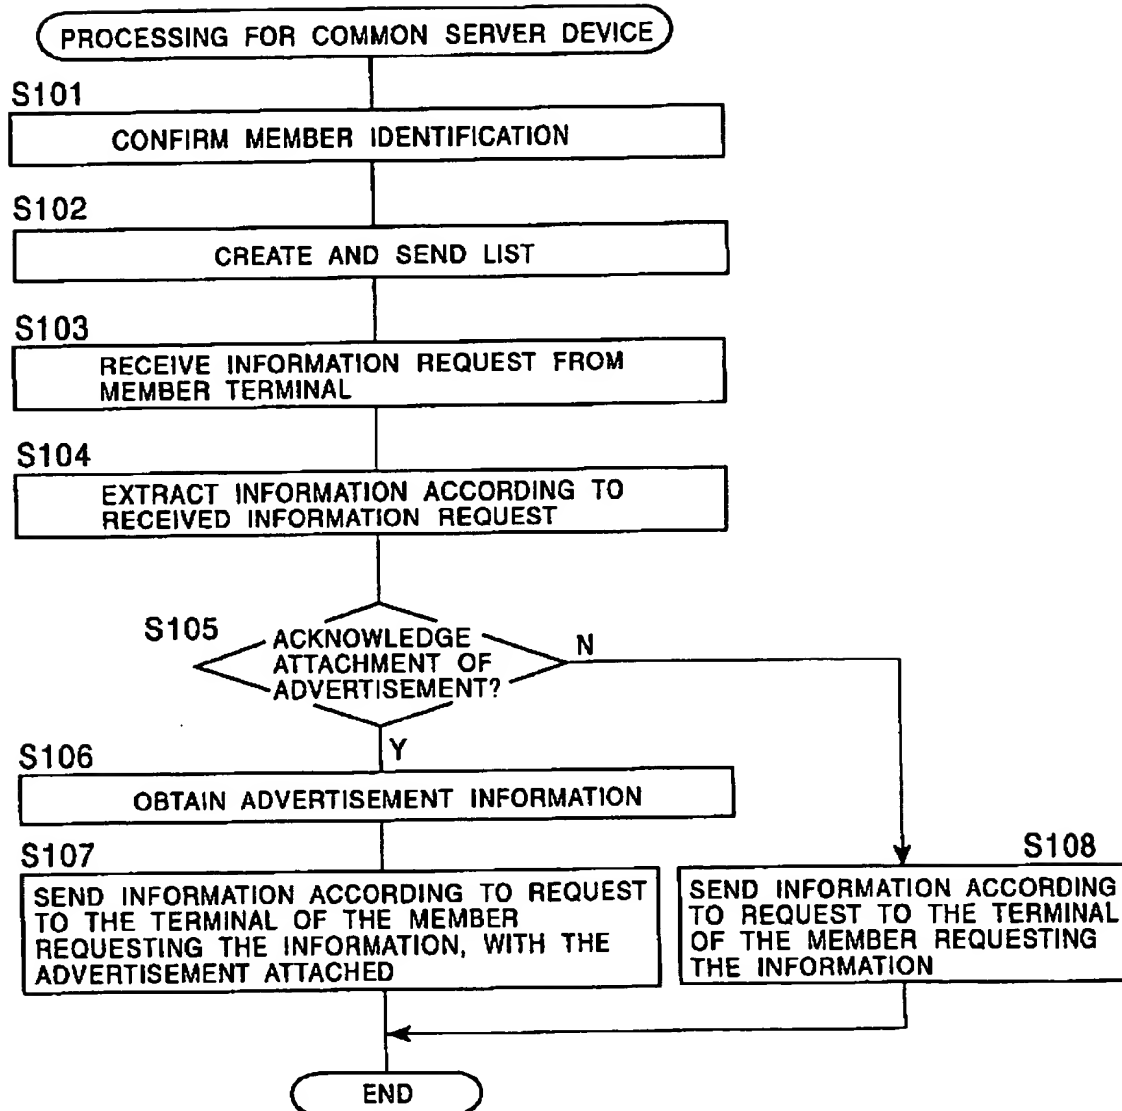 PROCESSING FOR COMMON SERVER DEVICE
S101
CONFIRM MEMBER IDENTIFICATION
S102
CREATE AND SEND LIST
S103
RECEIVE INFORMATION REQUEST FROM
MEMBER TERMINAL
S104
EXTRACT INFORMATION ACCORDING TO
RECEIVED INFORMATION REQUEST
S105
ACKNOWLEDGE
ATTACHMENT OF
ADVERTISEMENT?
N
Y
S106
OBTAIN ADVERTISEMENT INFORMATION
S107
SEND INFORMATION ACCORDING TO REQUEST
TO THE TERMINAL OF THE MEMBER
REQUESTING THE INFORMATION, WITH THE
ADVERTISEMENT ATTACHED
S108
SEND INFORMATION ACCORDING
TO REQUEST TO THE TERMINAL
OF THE MEMBER REQUESTING
THE INFORMATION
END